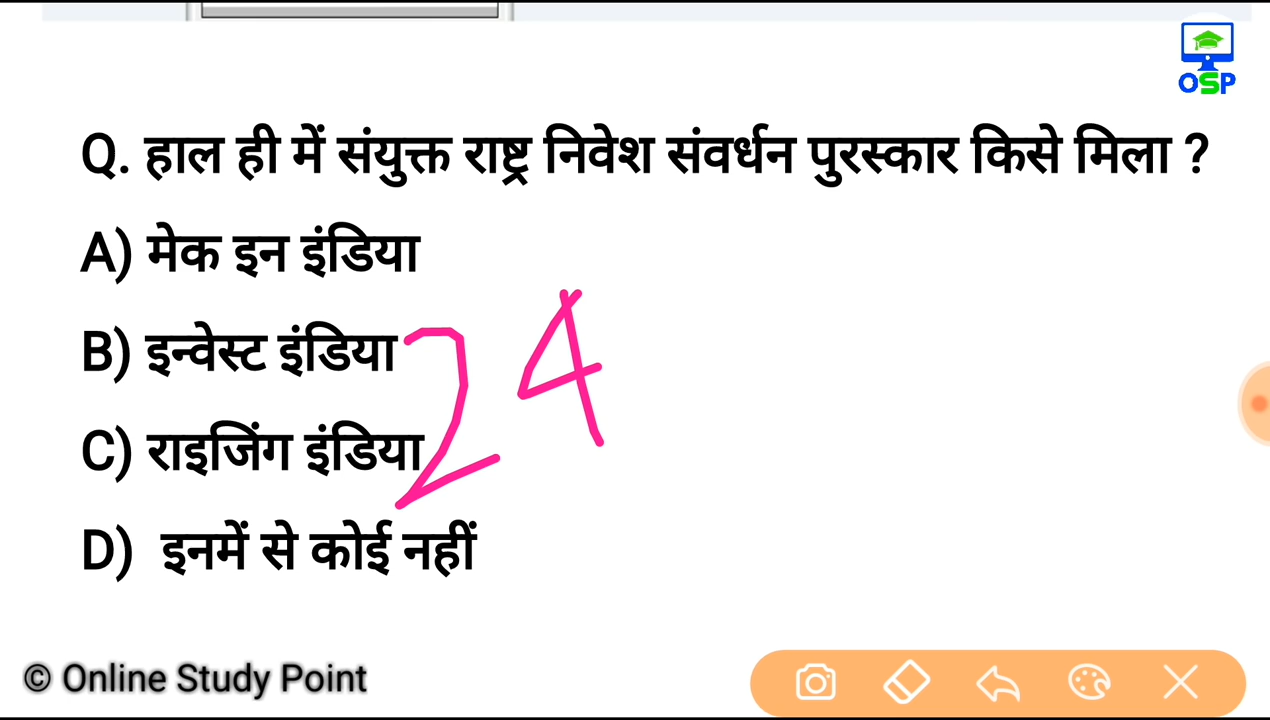 OSP
Q. हाल ही में संयुक्त राष्ट्र निवेश संवर्धन पुरस्कार किसे मिला ?
A) मेक इन इंडिया
B) इन्वेस्ट इंडिया
24
C) राइजिंग इंडिया
D) इनमें से कोई नहीं
© Online Study Point